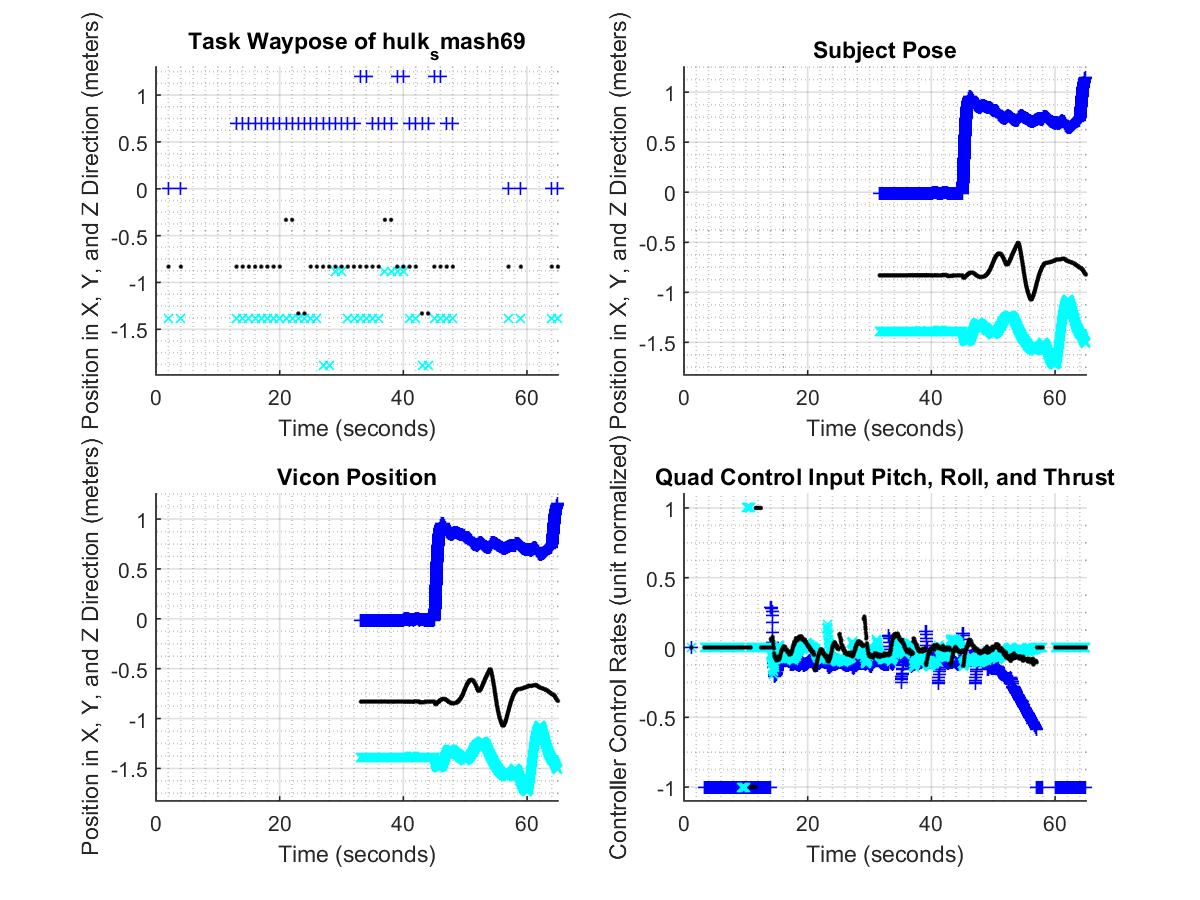 Task Waypose of hulk_smash69
Position in X, Y, and Z Direction (meters)
1
0.5
0
-0.5
-1
-1.5
0 20 40 60
Time (seconds)
Subject Pose
Position in X, Y, and Z Direction (meters)
1
0.5
0
-0.5
-1
-1.5
0 20 40 60
Time (seconds)
Vicon Position
Position in X, Y, and Z Direction (meters)
1
0.5
0
-0.5
-1
-1.5
0 20 40 60
Time (seconds)
Quad Control Input Pitch, Roll, and Thrust
Controller Control Rates (unit normalized)
1
0.5
0
-0.5
-1
0 20 40 60
Time (seconds)